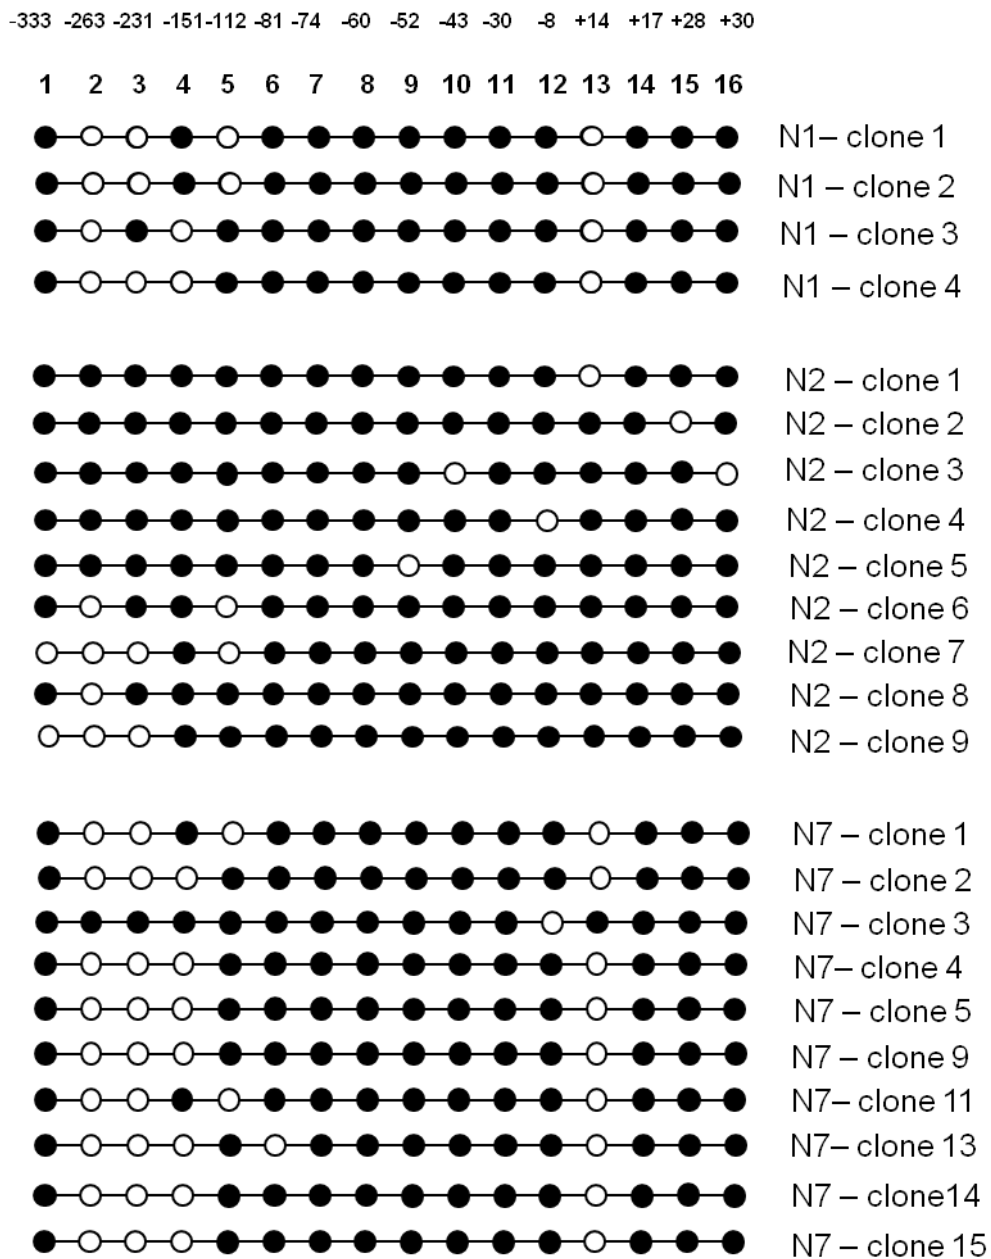 -333 -263 -231 -151 -112 -81 -74 -60 -52 -43 -30 -8 +14 +17 +28 +30
1 2 3 4 5 6 7 8 9 10 11 12 13 14 15 16
N1– clone 1
N1 – clone 2
N1 – clone 3
N1 – clone 4
N2 – clone 1
N2 – clone 2
N2 – clone 3
N2 – clone 4
N2 – clone 5
N2 – clone 6
N2 – clone 7
N2 – clone 8
N2 – clone 9
N7 – clone 1
N7 – clone 2
N7 – clone 3
N7– clone 4
N7 – clone 5
N7 – clone 9
N7– clone 11
N7– clone 13
N7 – clone14
N7 – clone 15